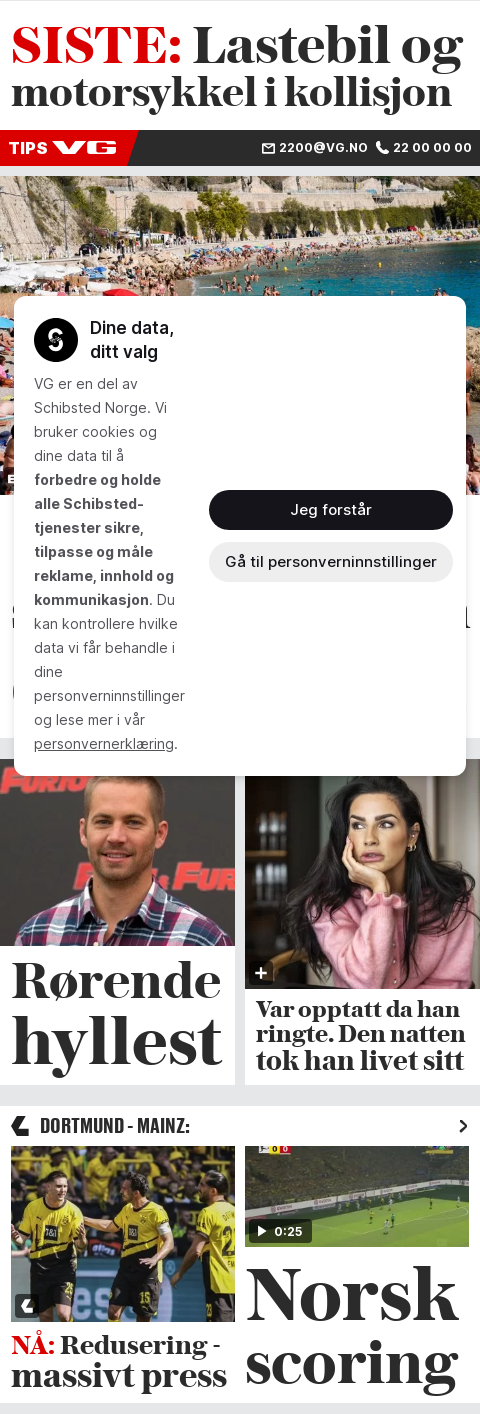 SISTE: Lastebil og
motorsykkel i kollisjon
TIPS VG
2200@VG.NO 22 00 00 00
Dine data,
ditt valg
VG er en del av
Schibsted Norge. Vi
bruker cookies og
dine data til å
forbedre og holde
alle Schibsted-
tjenester sikre,
tilpasse og måle
reklame, innhold og
kommunikasjon. Du
kan kontrollere hvilke
data vi får behandle i
dine
personverninnstillinger
og lese mer i vår
personvernerklæring.
Jeg forstår
Gå til personverninnstillinger
Rørende
hyllest
Var opptatt da han
ringte. Den natten
tok han livet sitt
DORTMUND - MAINZ:
NÅ: Redusering -
massivt press
0:25
Norsk
scoring